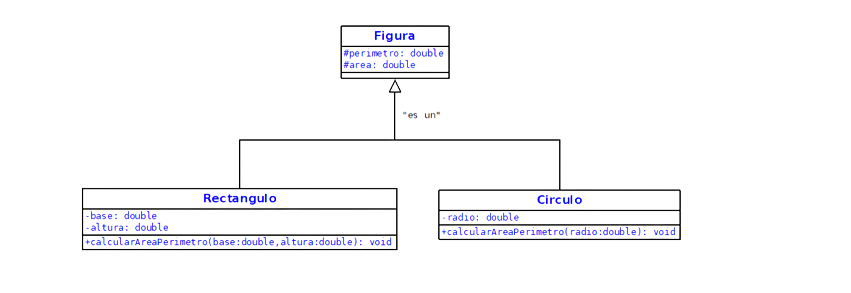 Figura
#perimetro: double
#area: double
"es un"
Rectangulo
-base: double
-altura: double
+calcularAreaPerimetro(base:double,altura:double): void
Circulo
-radio: double
+calcularAreaPerimetro(radio:double): void